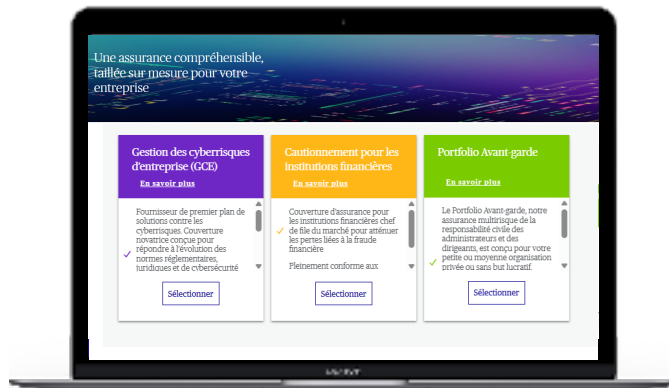 Une assurance compréhensible,
taillée sur mesure pour votre
entreprise
Gestion des cyberrisques
d'entreprise (GCE)
En savoir plus
Fournisseur de premier plan de
solutions contre les
cyberrisques. Couverture
novatrice conçue pour
répondre à l'évolution des
normes réglementaires,
juridiques et de cybersécurité
Sélectionner
Cautionnement pour les
institutions financières
En savoir plus
Couverture d'assurance pour
les institutions financières chef
de file du marché pour atténuer
les pertes liées à la fraude
financière
Pleinement conforme aux
Sélectionner
Portfolio Avant-garde
En savoir plus
Le Portfolio Avant-garde, notre
assurance multirisque de la
responsabilité civile des
administrateurs et des
dirigeants, est conçu pour votre
petite ou moyenne organisation
privée ou sans but lucratif.
Sélectionner